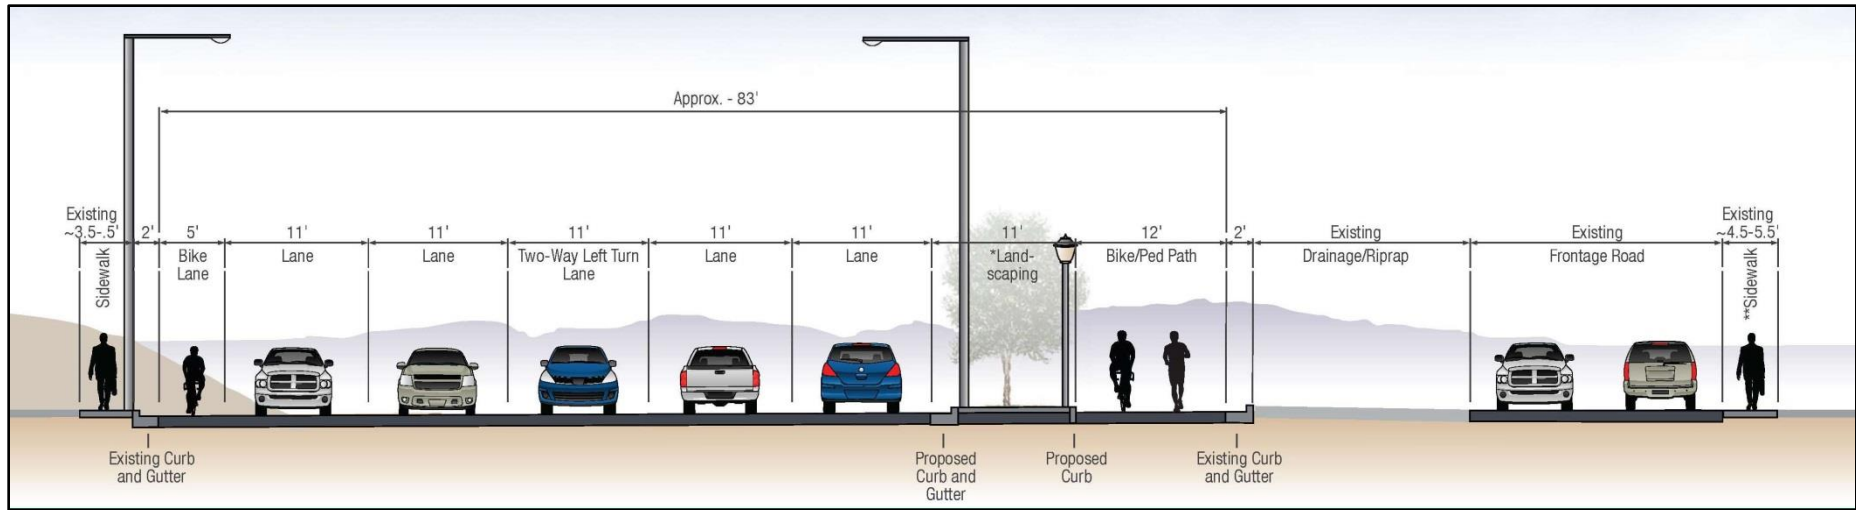 Approx. - 83'
Existing
~3.5-.5'
2'
5'
11'
11'
11'
11'
11'
11'
12'
2'
Existing
Existing
Existing
~4.5-5.5'
Sidewalk
Bike
Lane
Lane
Lane
Two-Way Left Turn
Lane
Lane
Lane
*Land-
scaping
Bike/Ped Path
Drainage/Riprap
Frontage Road
**Sidewalk
Existing Curb
and Gutter
Proposed
Curb and
Gutter
Proposed
Curb
Existing Curb
and Gutter